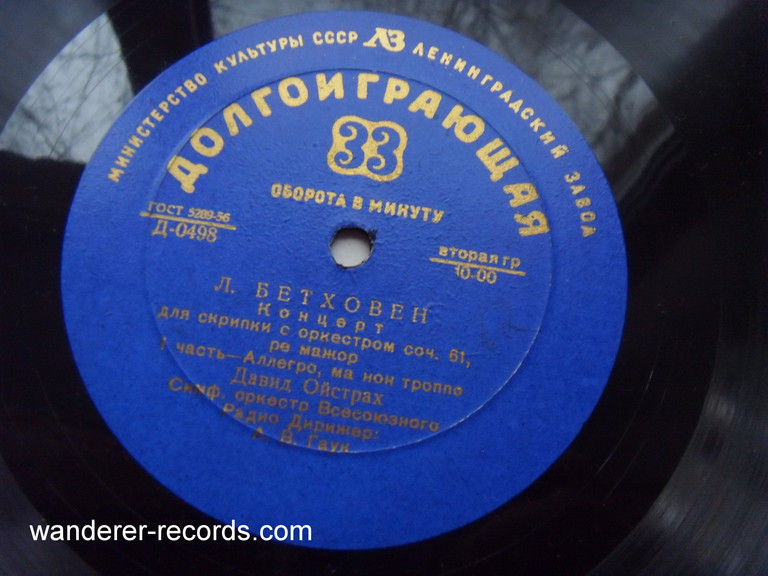 МИНИСТЕРСТВО КУЛЬТУРЫ СССР ЛЗ ЛЕНИНГРАДСКИЙ ЗАВОД
ДОЛГОИГРАЮЩАЯ
33
ОБОРОТА В МИНУТУ
ГОСТ 5289-56
Д-0498
вторая гр
10-00
Л. БЕТХОВЕН
Концерт
для скрипки с оркестром соч. 61,
ре мажор
I часть—Аллегро, ма нон троппо
Давид Ойстрах
Симф. оркестр Всесоюзного
Радио Дирижер:
А. В. Гаук
wanderer-records.com